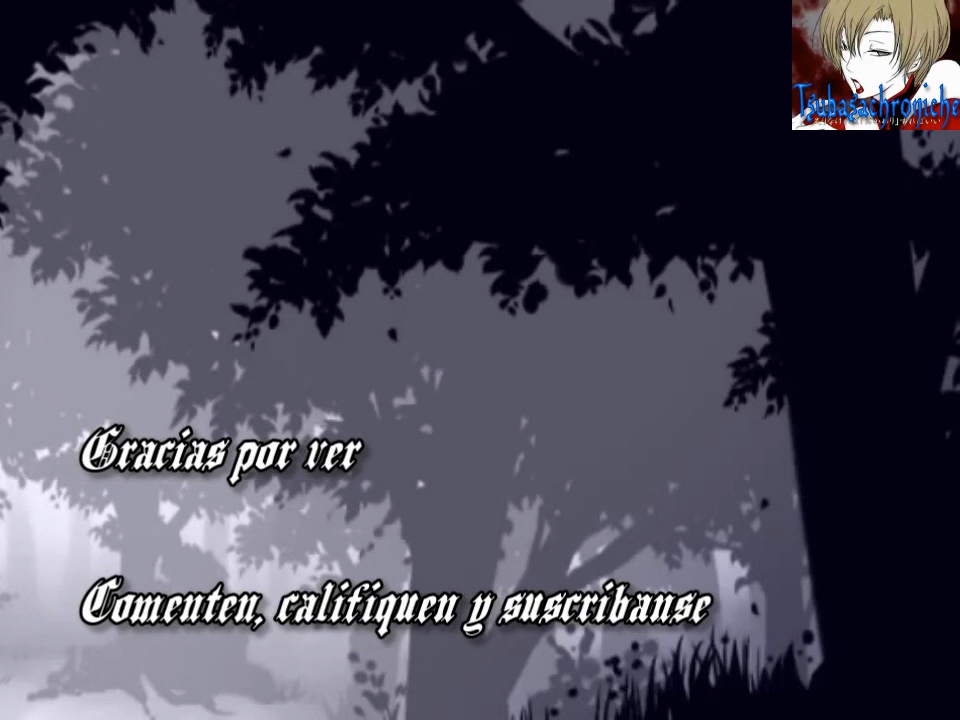 Tsubasachroniche
Gracias por ver
Comenten, califiquen y suscribanse